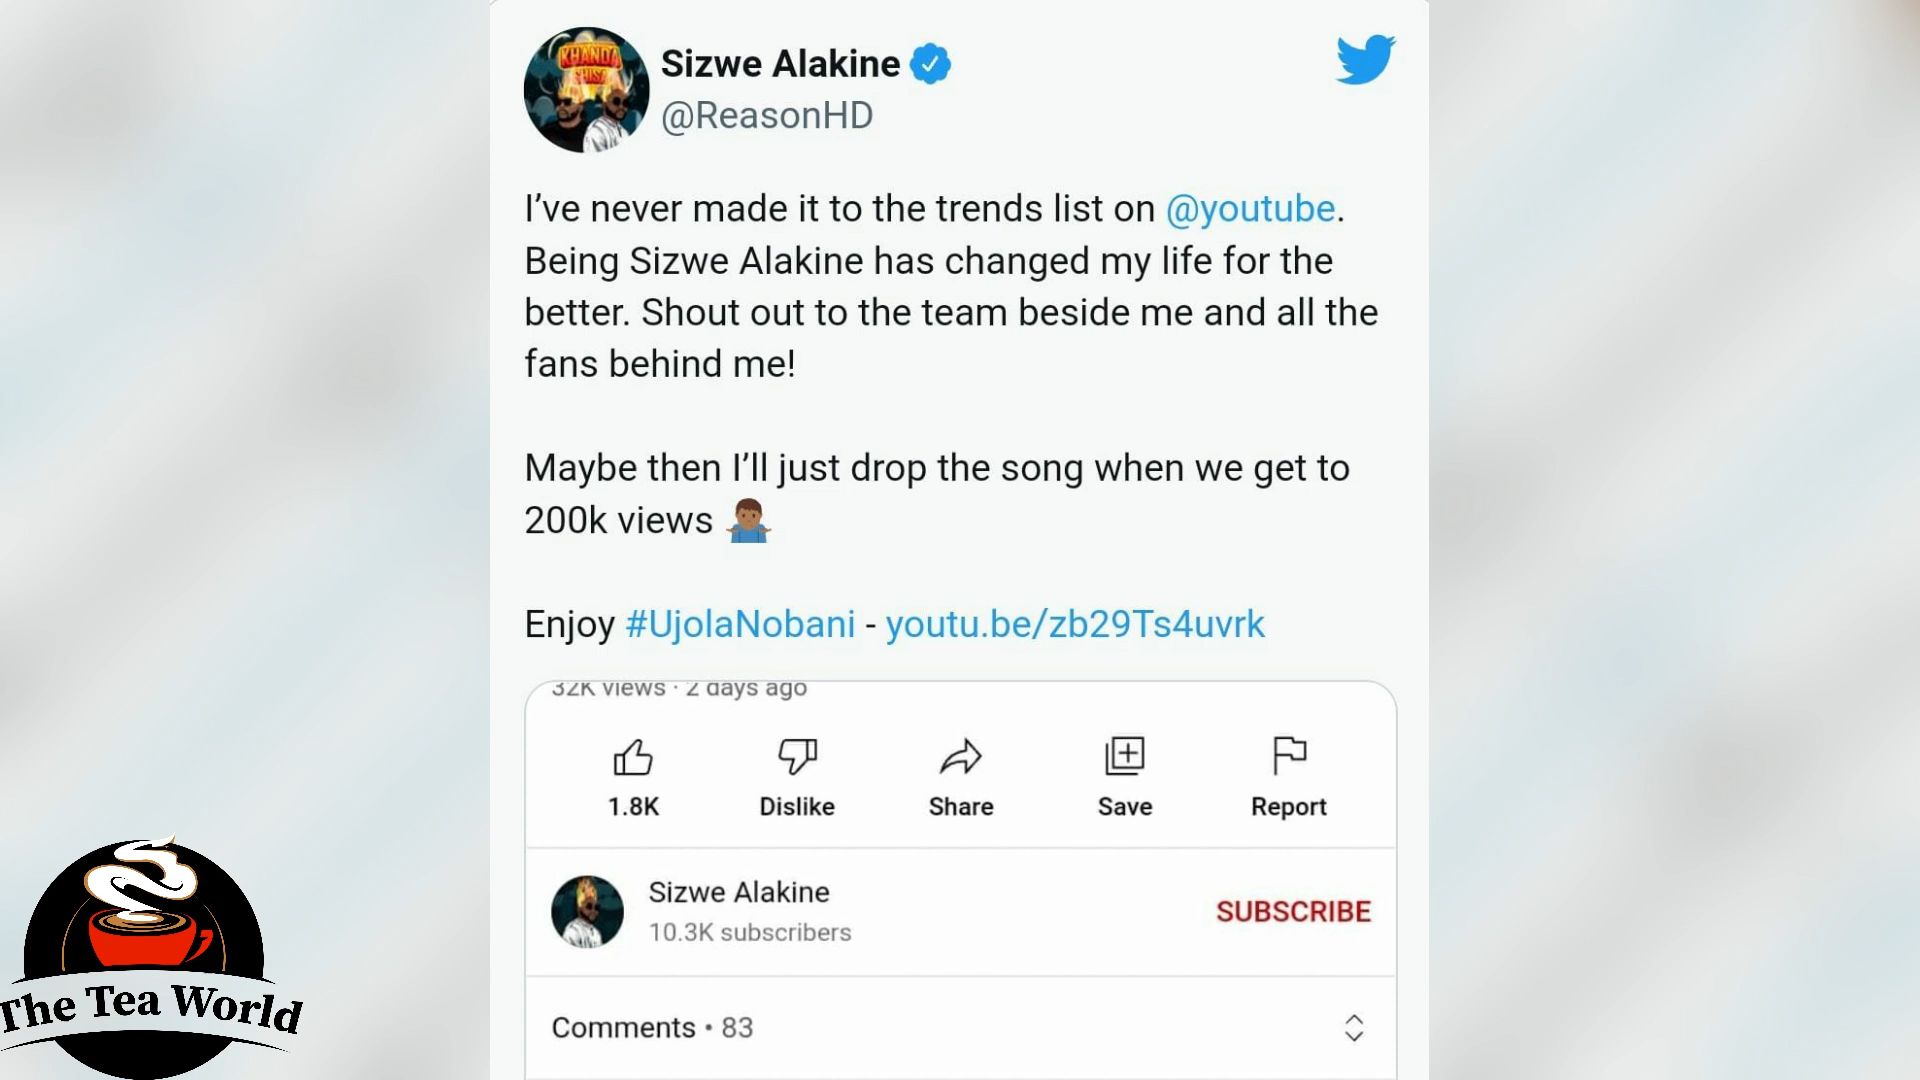 KHANDA
SHISA
Sizwe Alakine
@ReasonHD
I’ve never made it to the trends list on @youtube.
Being Sizwe Alakine has changed my life for the
better. Shout out to the team beside me and all the
fans behind me!
Maybe then I’ll just drop the song when we get to
200k views
Enjoy #UjolaNobani - youtu.be/zb29Ts4uvrk
32K views · 2 days ago
1.8K
Dislike
Share
Save
Report
Sizwe Alakine
10.3K subscribers
SUBSCRIBE
Comments • 83
The Tea World